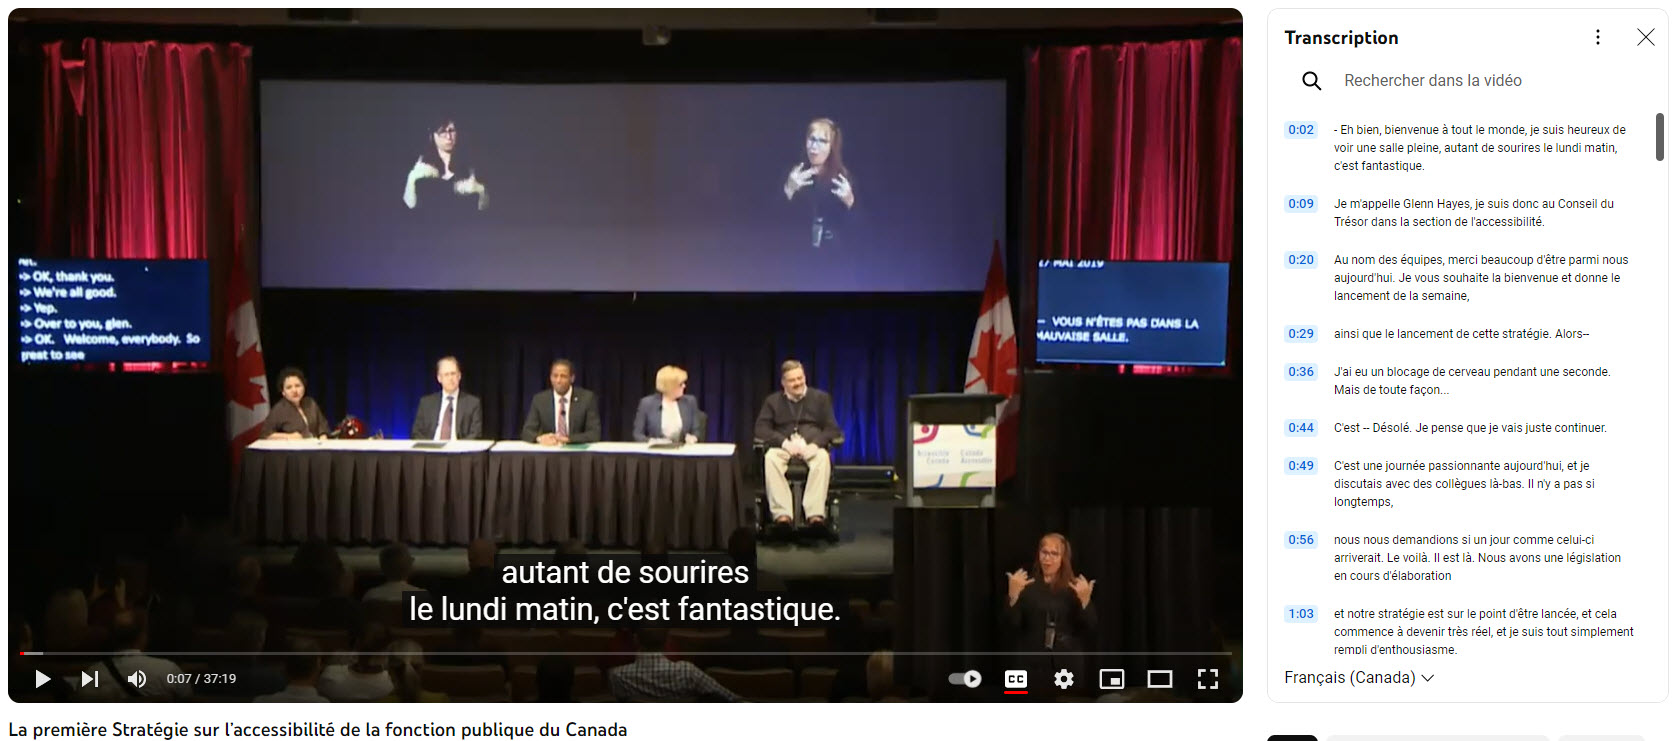 >> OK, thank you.
>> We're all good.
>> Yep.
>> Over to you, glen.
>> OK.  Welcome, everybody.  So
great to see
27 MAI 2019
–  VOUS N'ÊTES PAS DANS LA
MAUVAISE SALLE.
Accessible
Canada
Canada
Accessible
autant de sourires
le lundi matin, c'est fantastique.
0:07 / 37:19
CC
La première Stratégie sur l'accessibilité de la fonction publique du Canada
Transcription
Rechercher dans la vidéo
0:02
- Eh bien, bienvenue à tout le monde, je suis heureux de
voir une salle pleine, autant de sourires le lundi matin,
c'est fantastique.
0:09
Je m'appelle Glenn Hayes, je suis donc au Conseil du
Trésor dans la section de l'accessibilité.
0:20
Au nom des équipes, merci beaucoup d'être parmi nous
aujourd'hui. Je vous souhaite la bienvenue et donne le
lancement de la semaine,
0:29
ainsi que le lancement de cette stratégie. Alors--
0:36
J'ai eu un blocage de cerveau pendant une seconde.
Mais de toute façon...
0:44
C'est -- Désolé. Je pense que je vais juste continuer.
0:49
C'est une journée passionnante aujourd'hui, et je
discutais avec des collègues là-bas. Il n'y a pas si
longtemps,
0:56
nous nous demandions si un jour comme celui-ci
arriverait. Le voilà. Il est là. Nous avons une législation
en cours d'élaboration
1:03
et notre stratégie est sur le point d'être lancée, et cela
commence à devenir très réel, et je suis tout simplement
rempli d'enthousiasme.
Français (Canada)